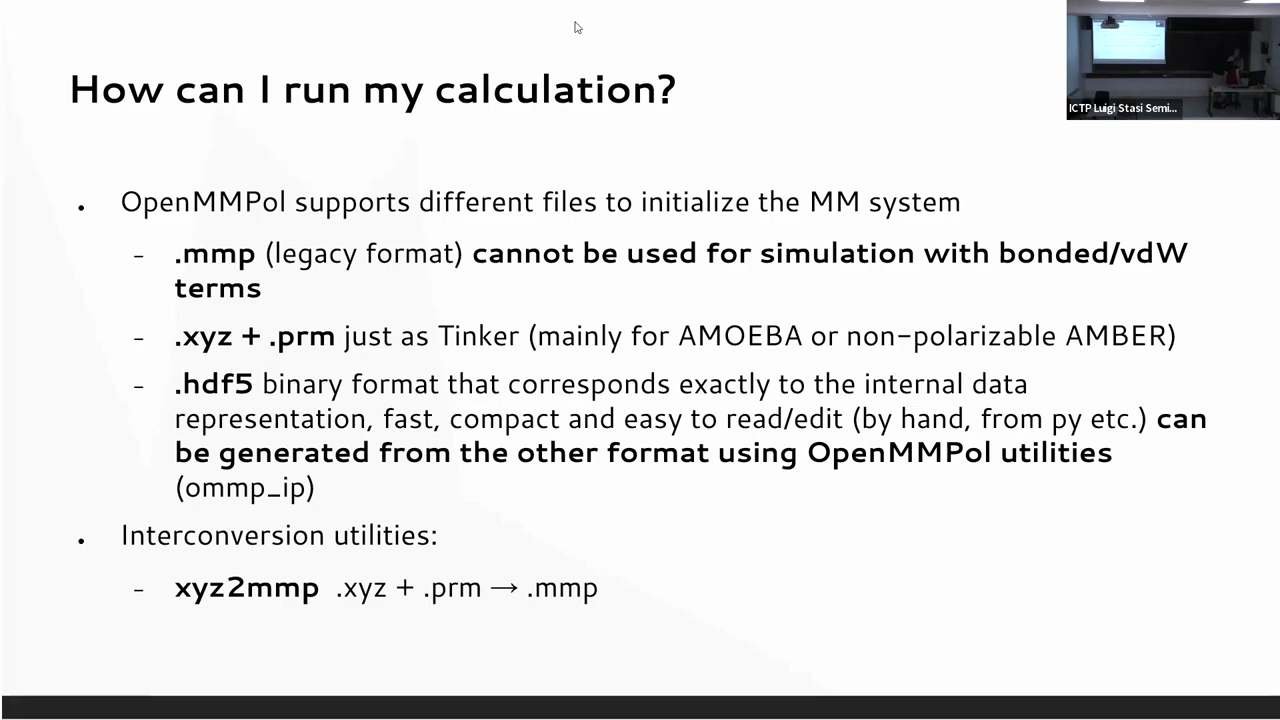 How can I run my calculation?
ICTP Luigi Stasi Semi...
• OpenMMPol supports different files to initialize the MM system
– .mmp (legacy format) cannot be used for simulation with bonded/vdW
terms
– .xyz + .prm just as Tinker (mainly for AMOEBA or non-polarizable AMBER)
– .hdf5 binary format that corresponds exactly to the internal data
representation, fast, compact and easy to read/edit (by hand, from py etc.) can
be generated from the other format using OpenMMPol utilities
(ommp_ip)
• Interconversion utilities:
– xyz2mmp .xyz + .prm → .mmp